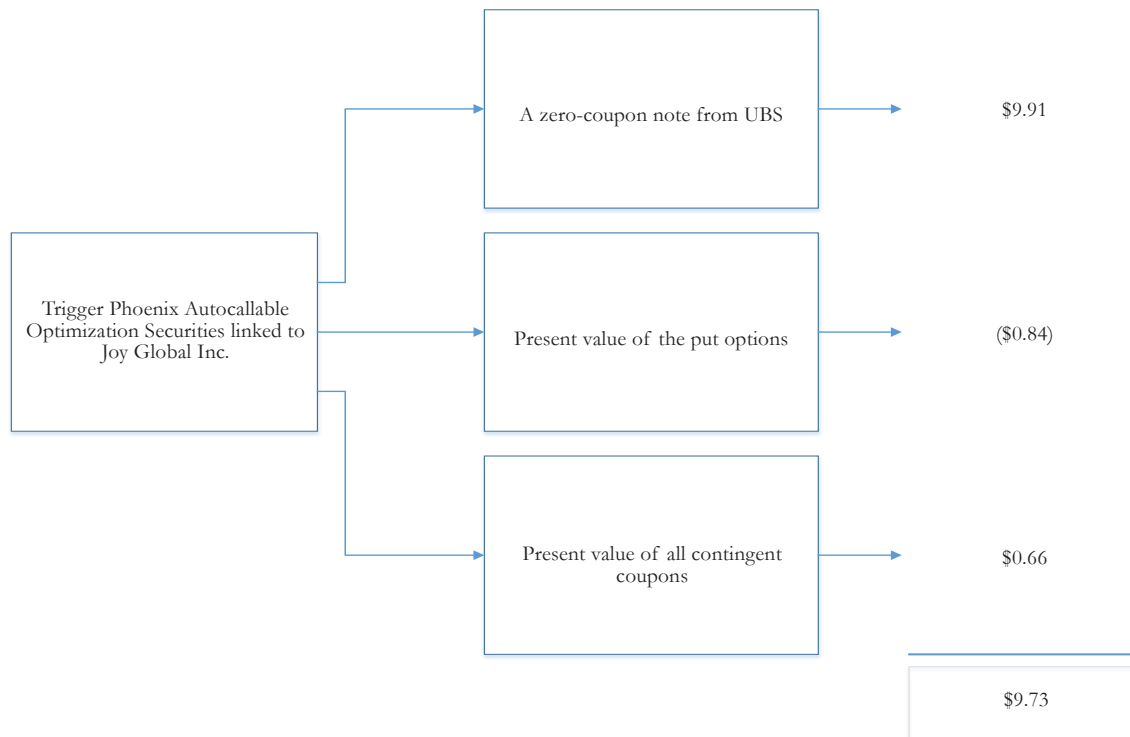 A zero-coupon note from UBS
$9.91
Trigger Phoenix Autocallable
Optimization Securities linked to
Joy Global Inc.
Present value of the put options
($0.84)
Present value of all contingent
coupons
$0.66
$9.73